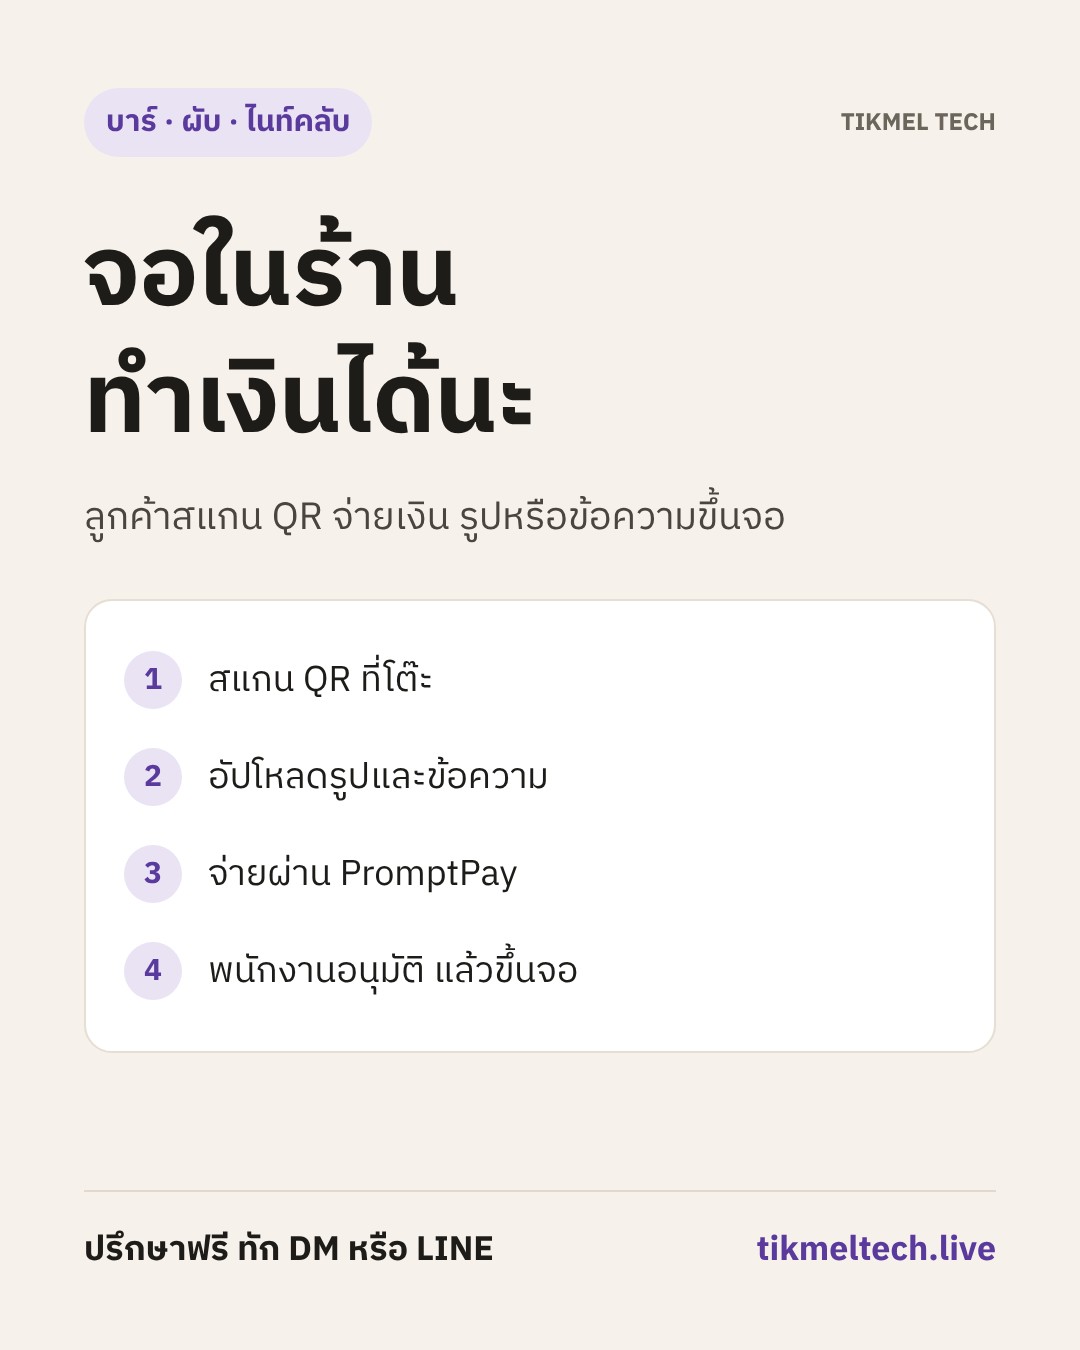 บาร์ · ผับ · ไนท์คลับ
TIKMEL TECH
จอในร้าน
ทำเงินได้นะ
ลูกค้าสแกน QR จ่ายเงิน รูปหรือข้อความขึ้นจอ
1 สแกน QR ที่โต๊ะ
2 อัปโหลดรูปและข้อความ
3 จ่ายผ่าน PromptPay
4 พนักงานอนุมัติ แล้วขึ้นจอ
ปรึกษาฟรี ทัก DM หรือ LINE
tikmeltech.live